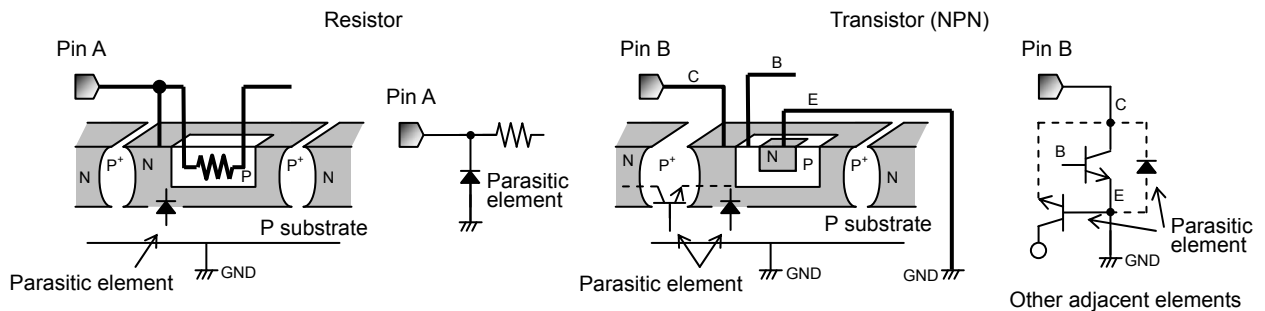 Resistor
Pin A
N
P+
N
P
P+
N
P substrate
GND
Parasitic element
Pin A
Parasitic
element
Transistor (NPN)
Pin B
C
B
E
N
P+
N
N
P
P+
N
P substrate
GND
GND
Parasitic element
Pin B
C
B
E
Parasitic
element
GND
Other adjacent elements